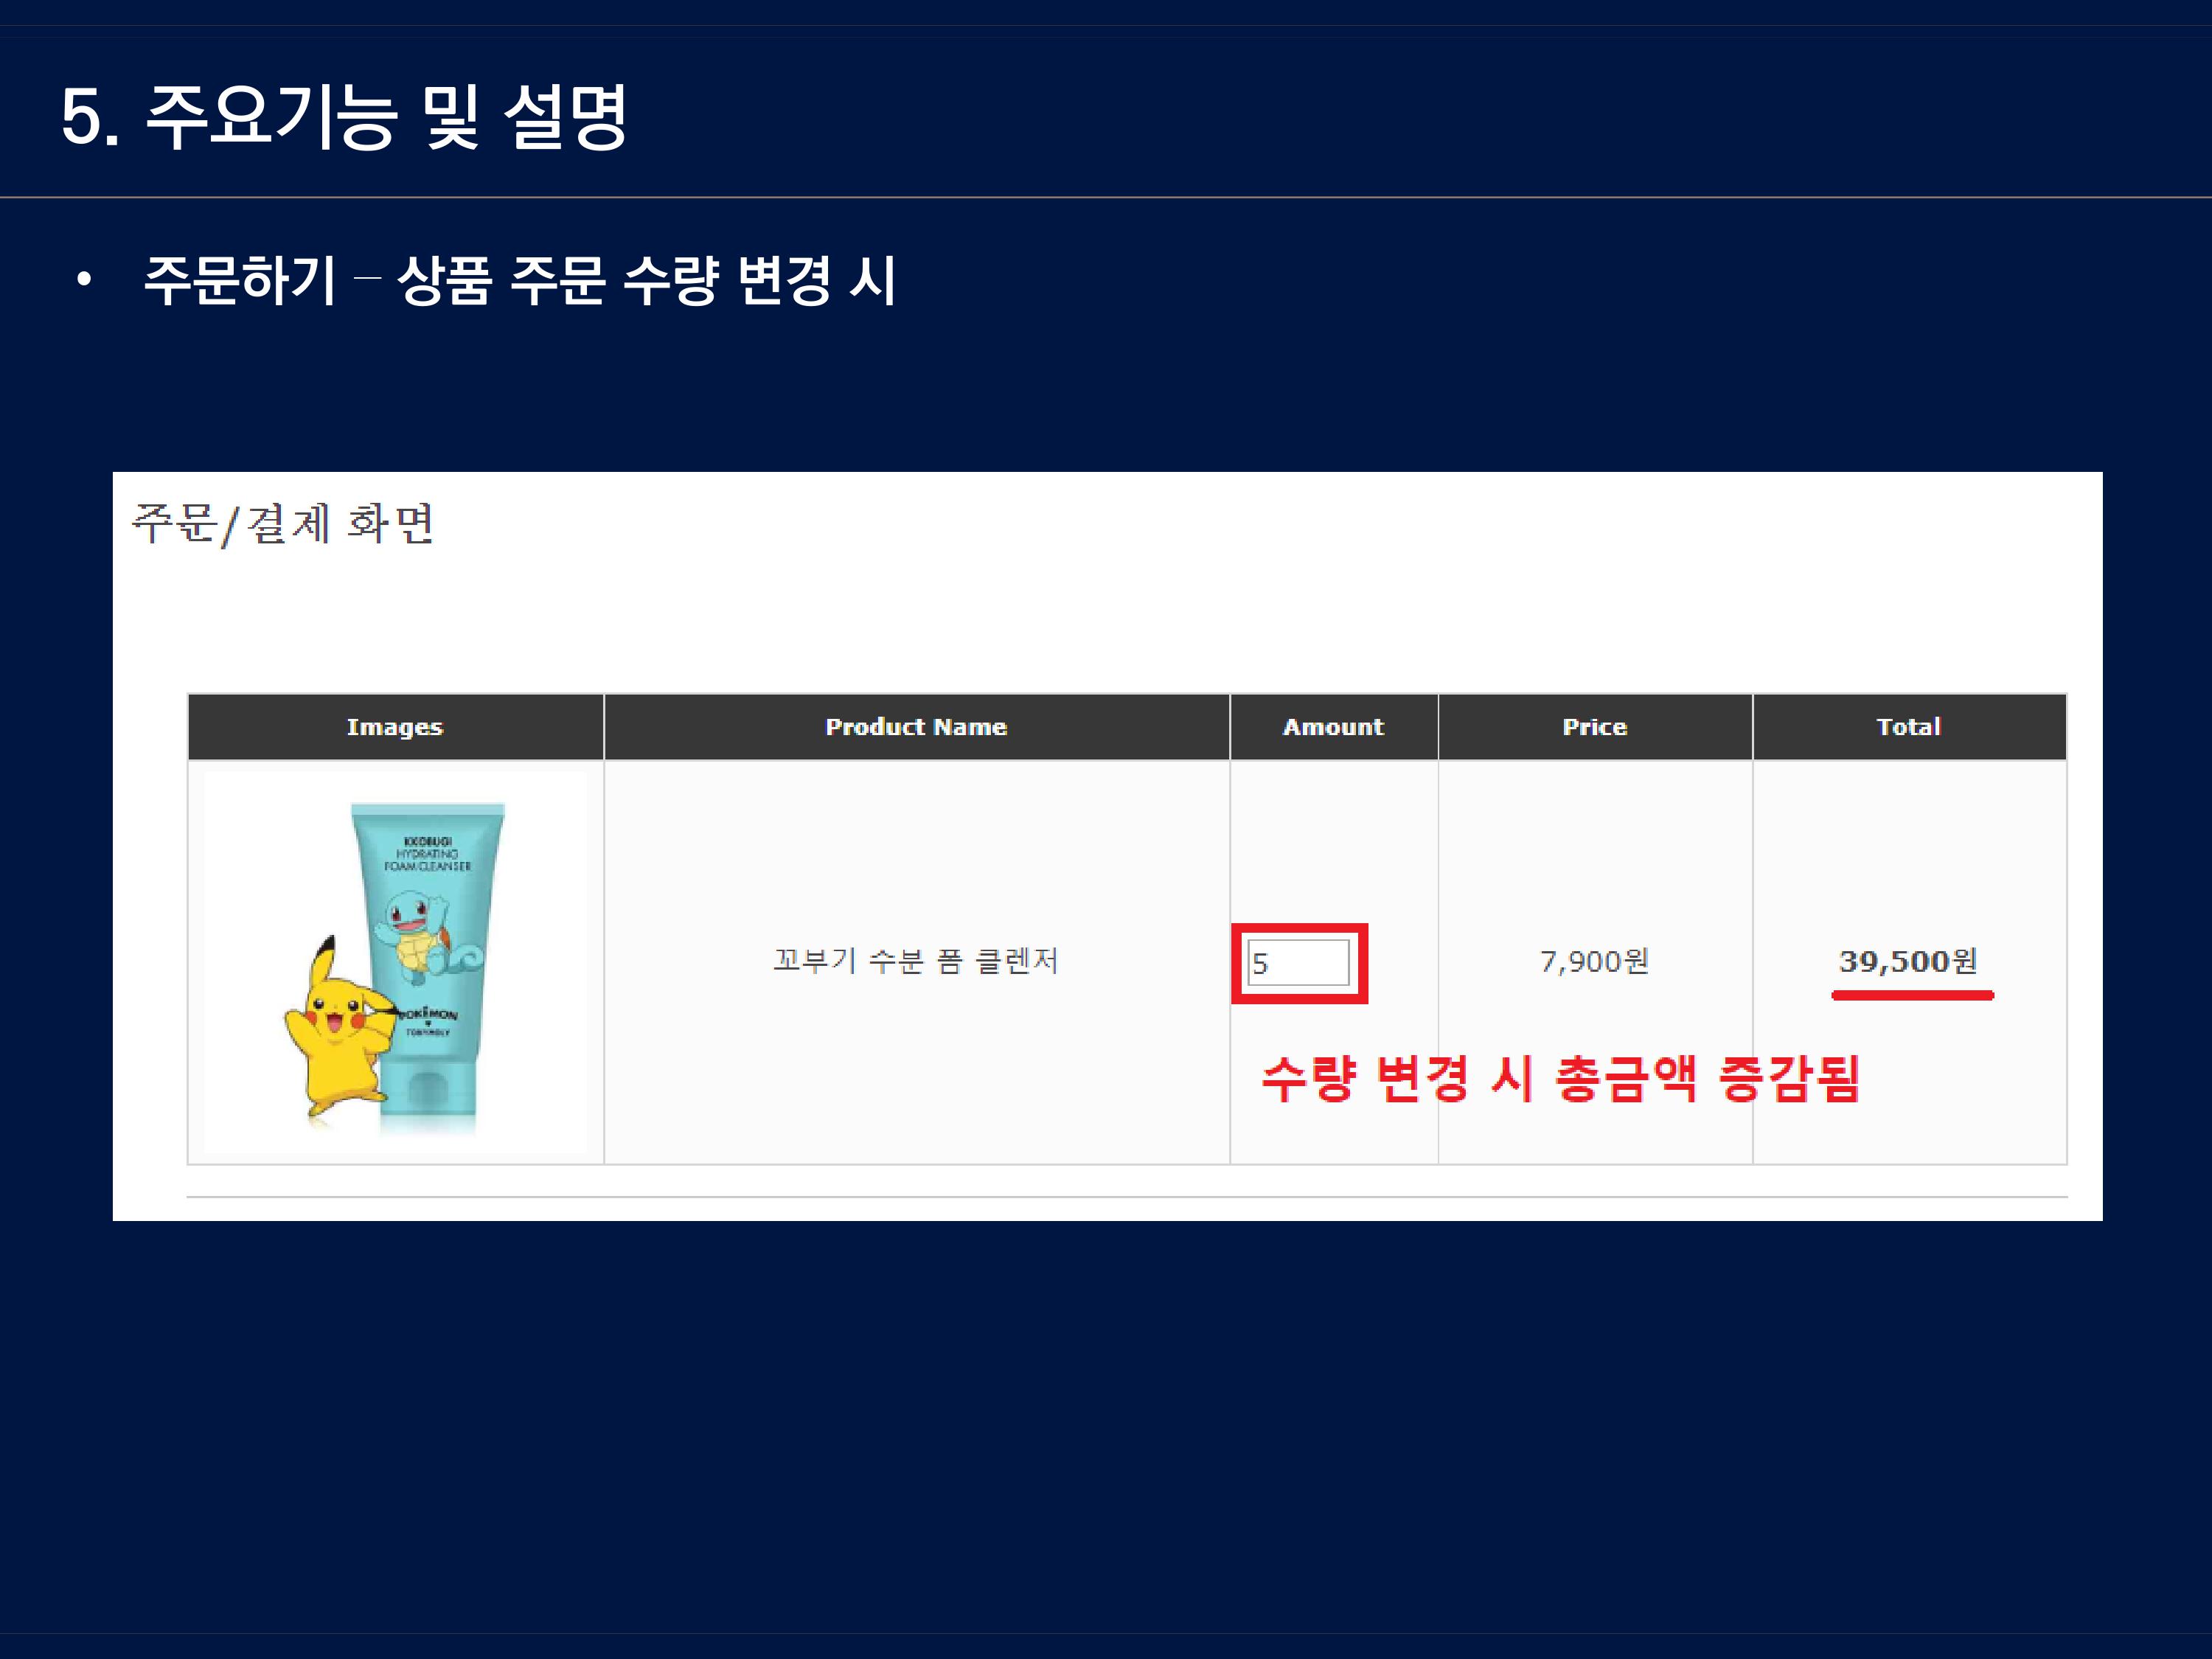 5. 주요기능 및 설명
• 주문하기 – 상품 주문 수량 변경 시
주문/결제 화면
Images Product Name Amount Price Total
KKOBUGI
HYDRATING
FOAM CLEANSER
POKÉMON
TONYMOLY
꼬부기 수분 폼 클렌저 5 7,900원 39,500원
수량 변경 시 총금액 증감됨